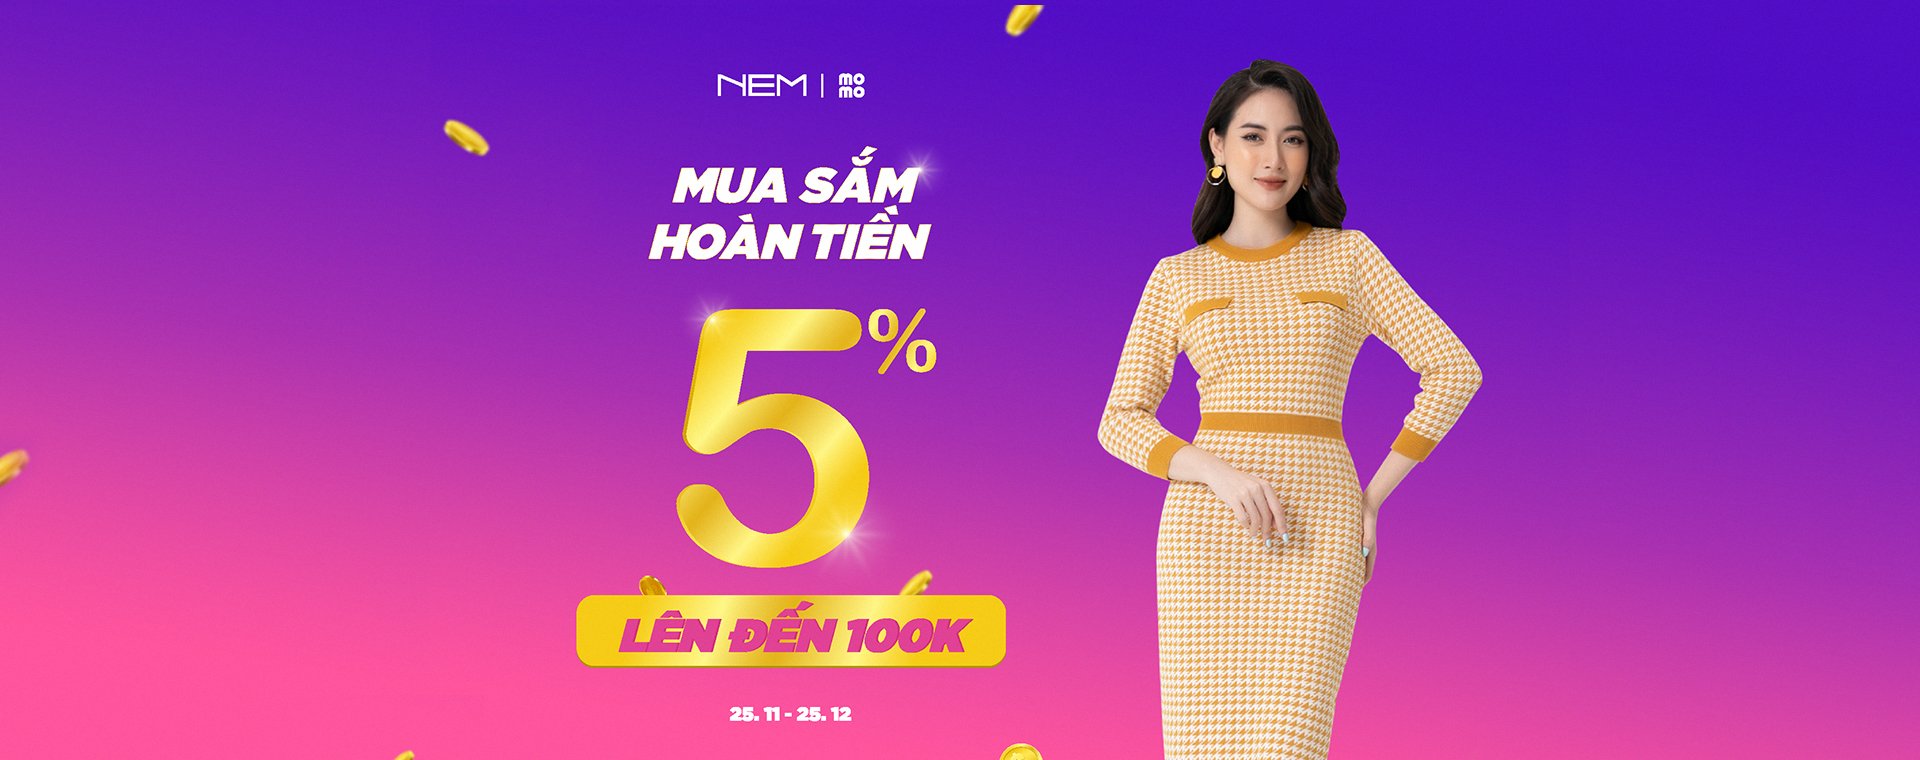 NEM | mo
mo
MUA SẮM
HOÀN TIỀN
5%
LÊN ĐẾN 100K
25. 11 - 25. 12